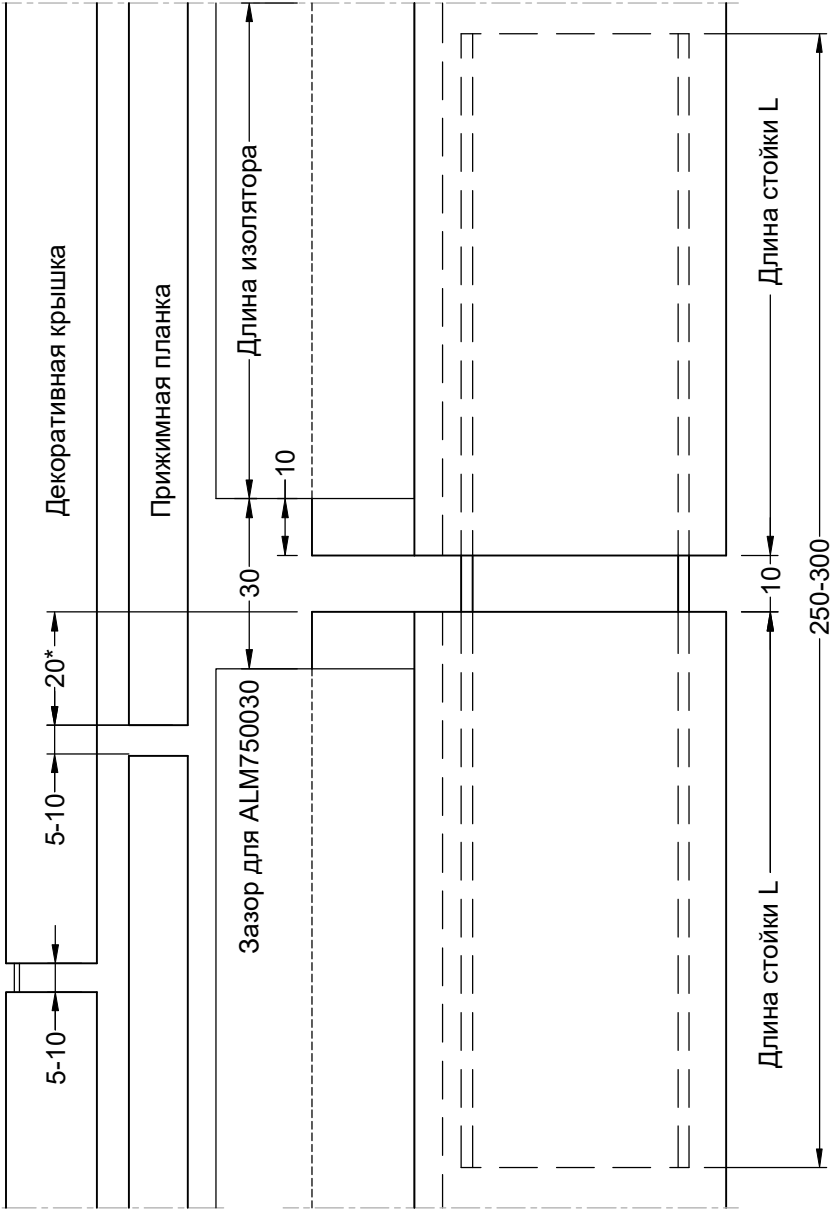 Декоративная крышка
Прижимная планка
Длина изолятора
10
30
20*
5-10
5-10
Зазор для ALM750030
Длина стойки L
10
250-300
Длина стойки L